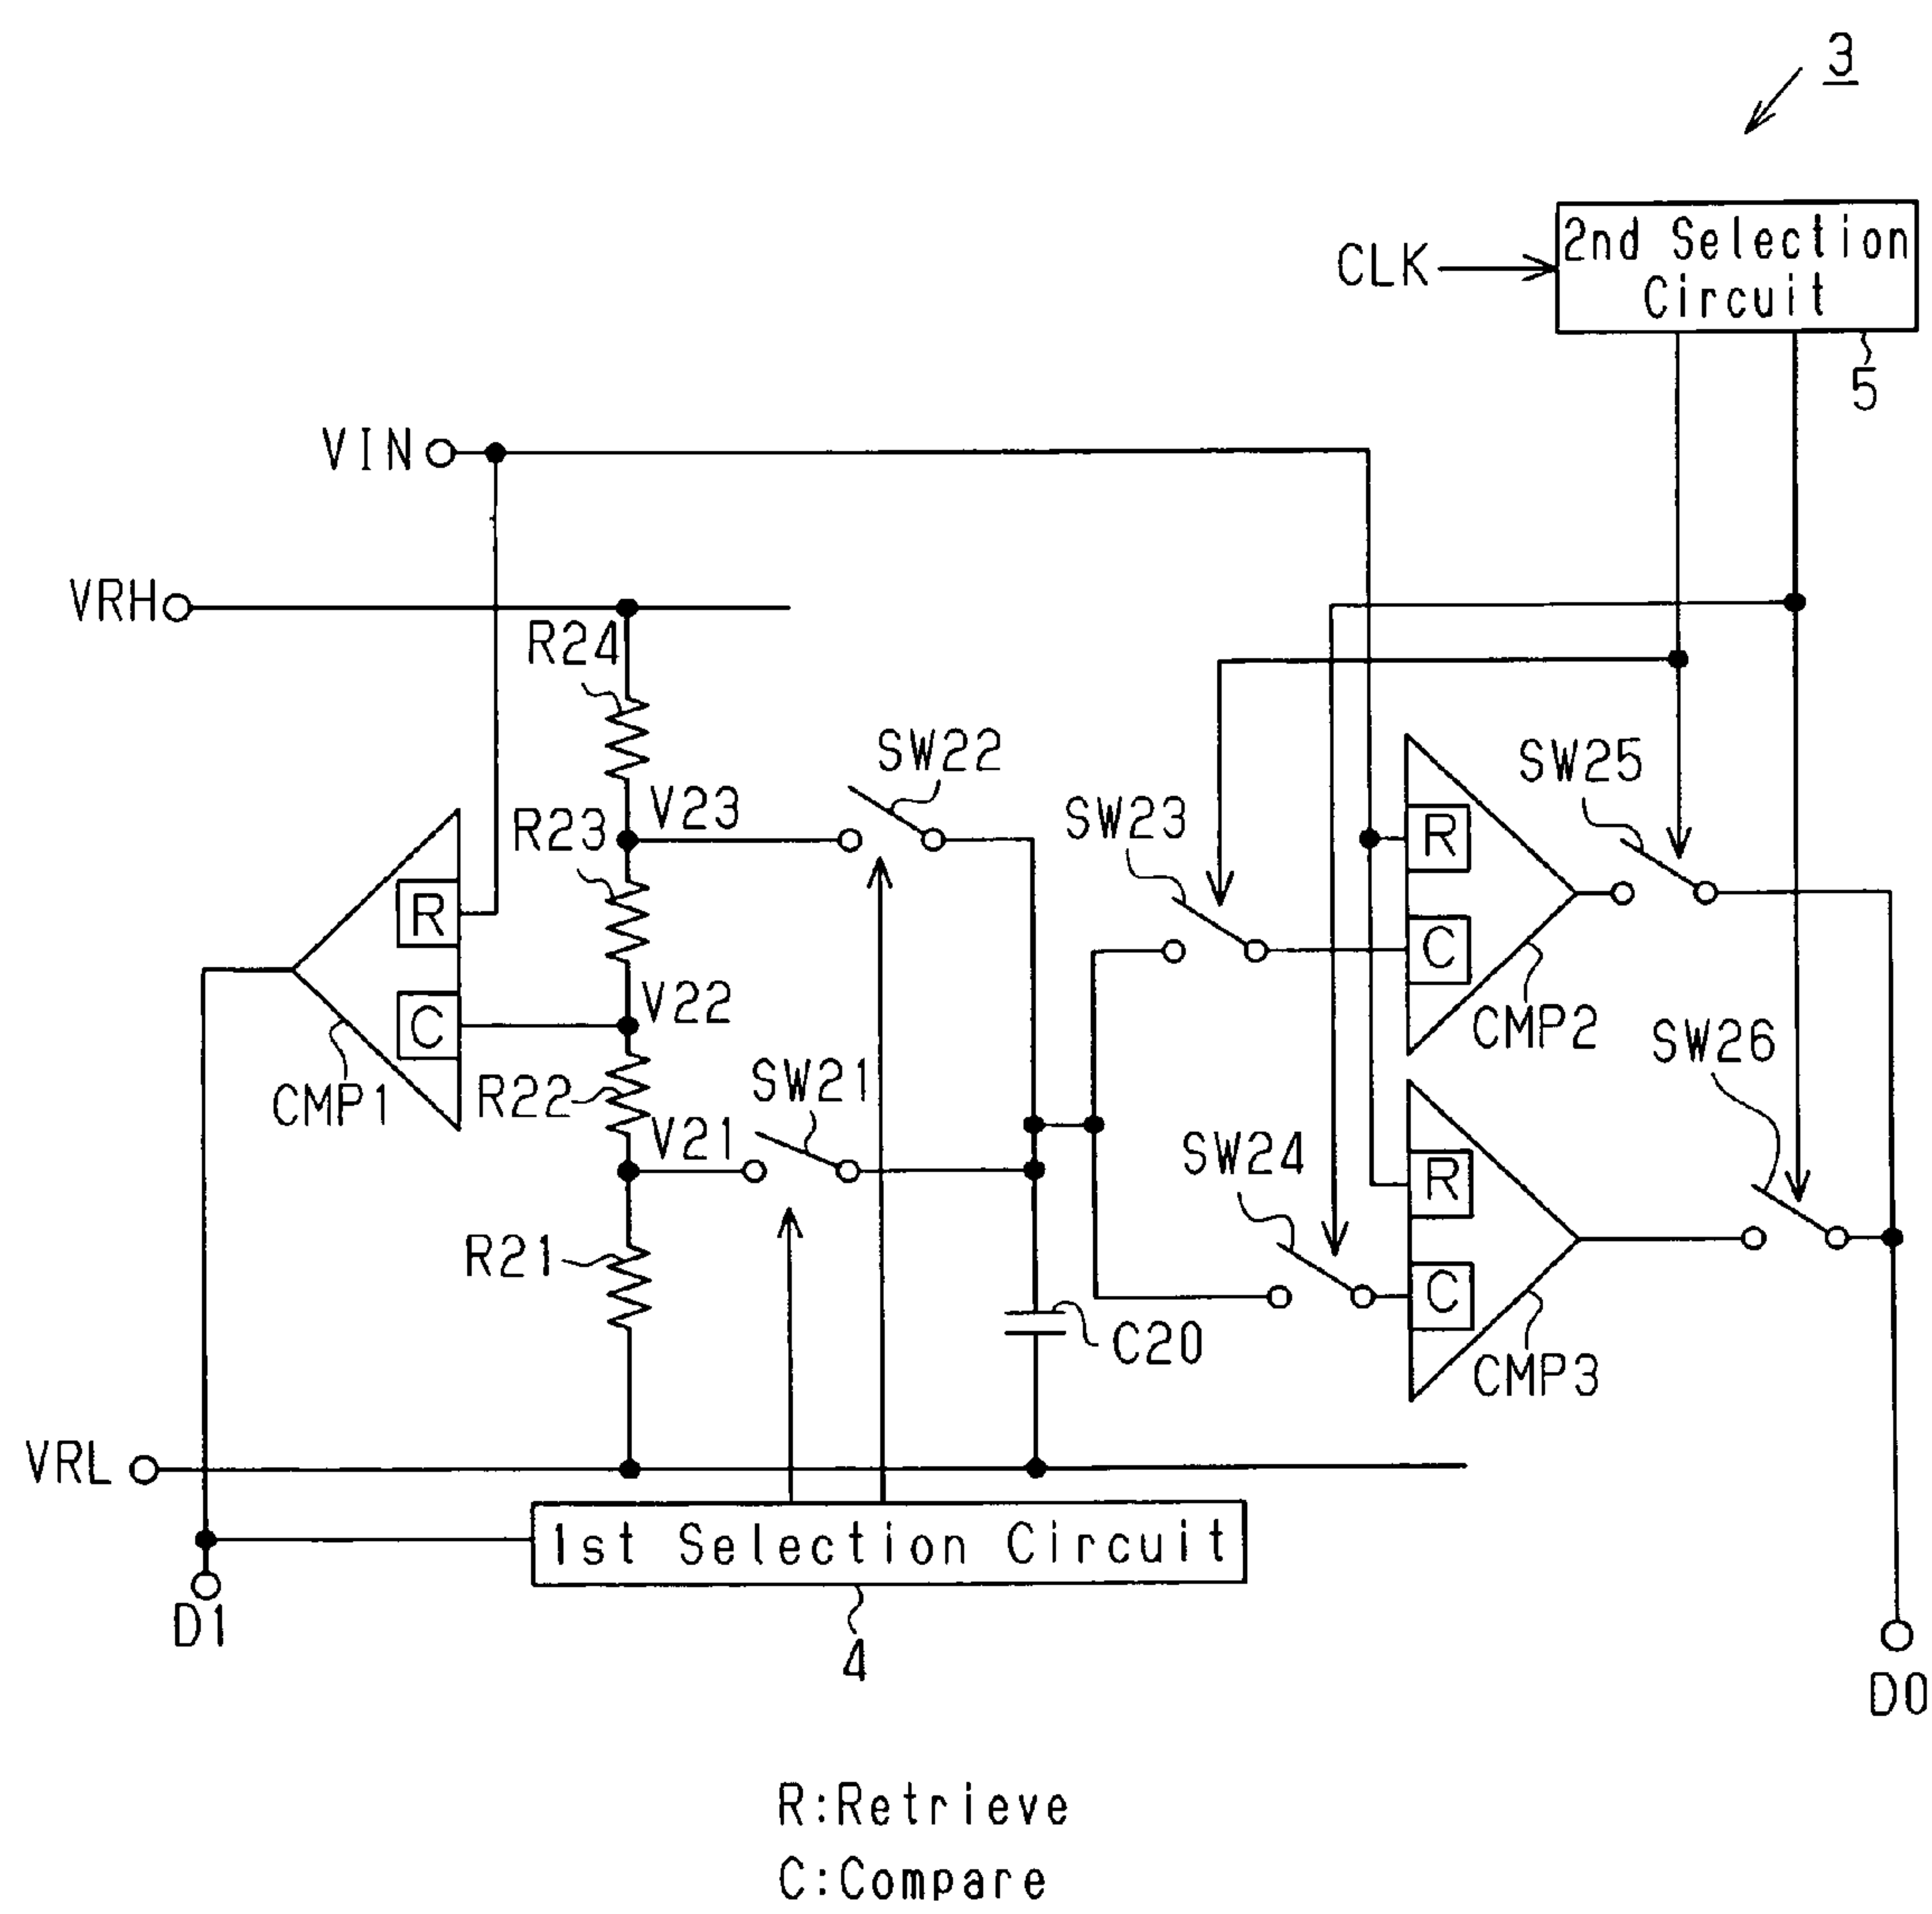 3
2nd Selection
Circuit
CLK
5
VIN
VRH
R24
SW22
SW25
V23
R23
SW23
R
R
C
V22
C
CMP2
SW26
SW21
CMP1
R22
V21
SW24
R
R21
C
C20
CMP3
VRL
1st Selection Circuit
D1
4
D0
R:Retrieve
C:Compare